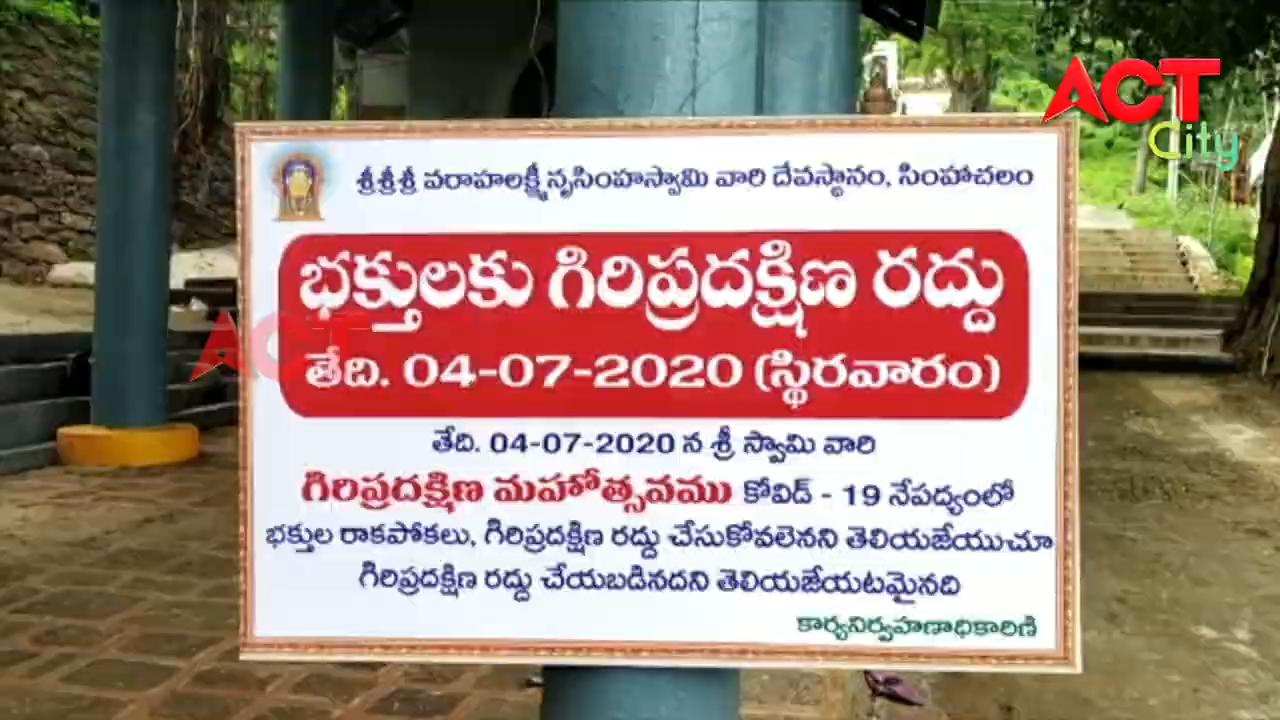 ACT
City
శ్రీశ్రీశ్రీ వరాహలక్ష్మీనృసింహస్వామి వారి దేవస్థానం, సింహాచలం
భక్తులకు గిరిప్రదక్షిణ రద్దు
ACT
తేది. 04-07-2020 (స్థిరవారం)
తేది. 04-07-2020 న శ్రీ స్వామి వారి
గిరిప్రదక్షిణ మహోత్సవము కోవిడ్ - 19 నేపద్యంలో
భక్తుల రాకపోకలు, గిరిప్రదక్షిణ రద్దు చేసుకోవలెనని తెలియజేయుచూ
గిరిప్రదక్షిణ రద్దు చేయబడినదని తెలియజేయటమైనది
కార్యనిర్వహణాధికారిణి